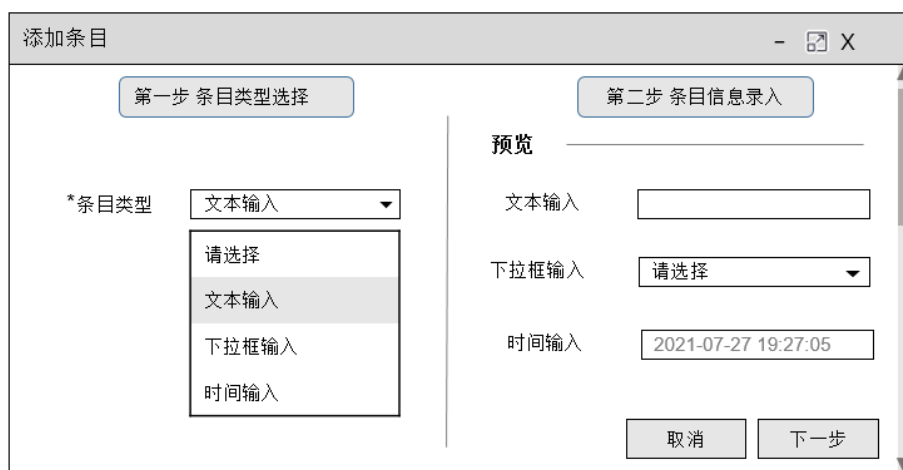 添加条目
- X
第一步 条目类型选择
第二步 条目信息录入
预览
*条目类型
文本输入
请选择
文本输入
下拉框输入
时间输入
文本输入
下拉框输入
请选择
时间输入
2021-07-27 19:27:05
取消
下一步